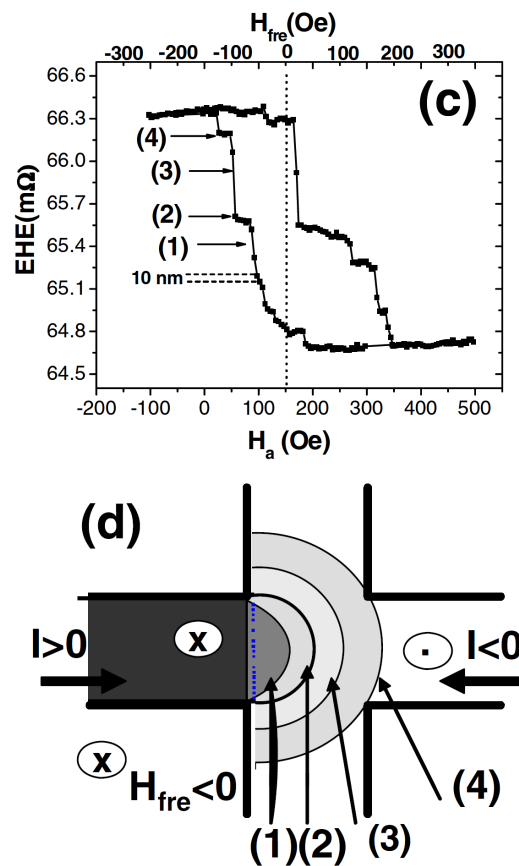 H_fre(Oe)
-250 -200 -100 0 100 200 300
(c)
66.6
66.3
66.0
65.7
65.4
65.1
64.8
64.5
EHE(mΩ)
(4)
(3)
(2)
(1)
10 nm
-200 -100 0 100 200 300 400 500
H_a (Oe)
(d)
I>0
x
.
I<0
x
H_fre<0
(1)(2) (3) (4)